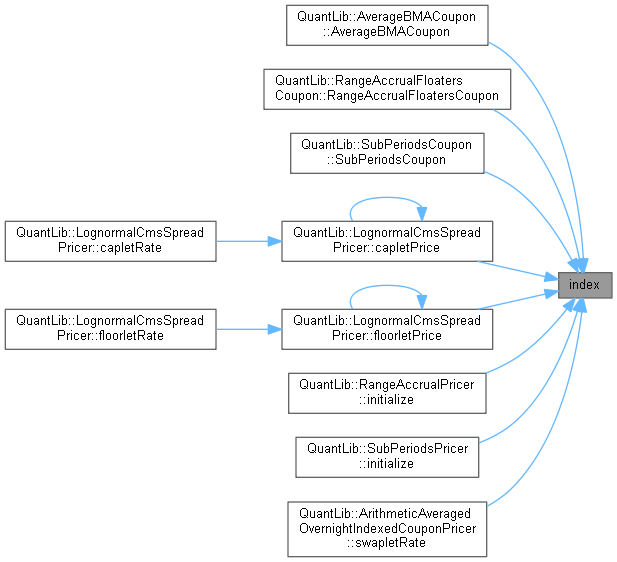 QuantLib::AverageBMACoupon
::AverageBMACoupon
QuantLib::RangeAccrualFloaters
Coupon::RangeAccrualFloatersCoupon
QuantLib::SubPeriodsCoupon
::SubPeriodsCoupon
QuantLib::LognormalCmsSpread
Pricer::capletRate
QuantLib::LognormalCmsSpread
Pricer::capletPrice
index
QuantLib::LognormalCmsSpread
Pricer::floorletRate
QuantLib::LognormalCmsSpread
Pricer::floorletPrice
QuantLib::RangeAccrualPricer
::initialize
QuantLib::SubPeriodsPricer
::initialize
QuantLib::ArithmeticAveraged
OvernightIndexedCouponPricer
::swapletRate